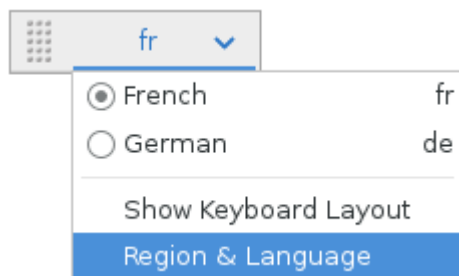 fr
French fr
German de
Show Keyboard Layout
Region & Language